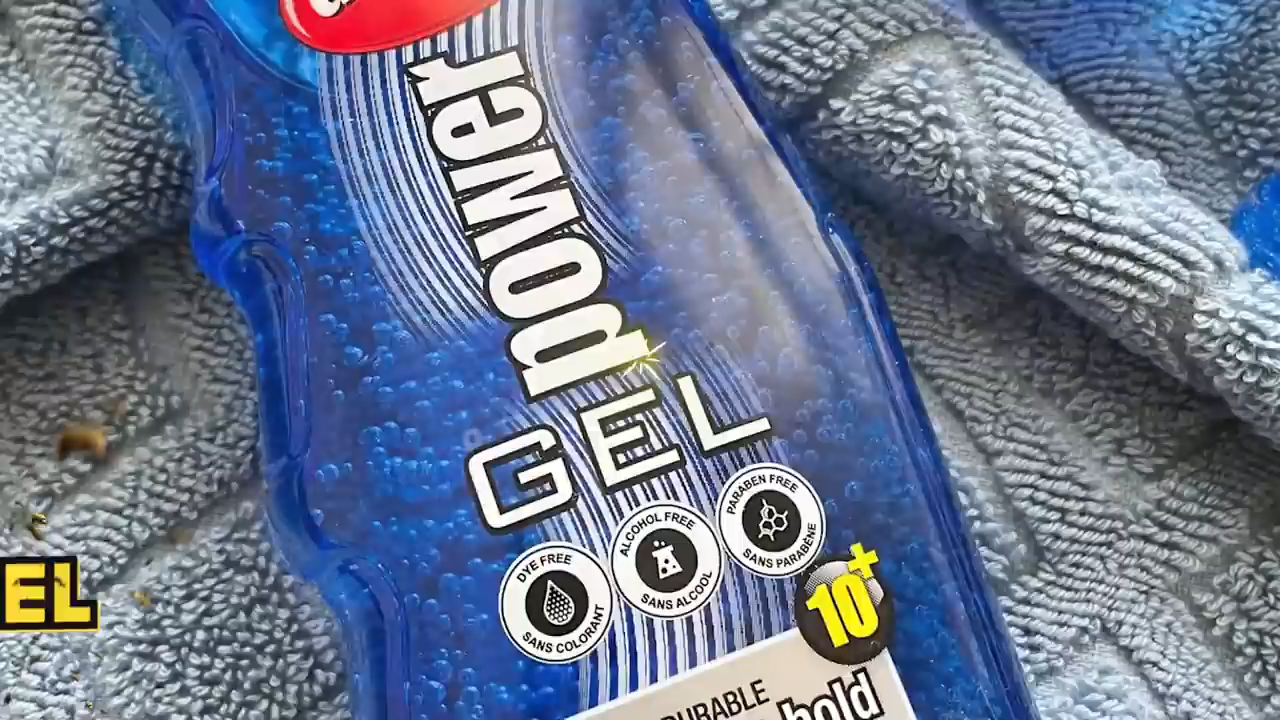 power
GEL
DYE FREE
SANS COLORANT
ALCOHOL FREE
SANS ALCOOL
PARABEN FREE
SANS PARABÈNE
10+
DURABLE
hold
EL